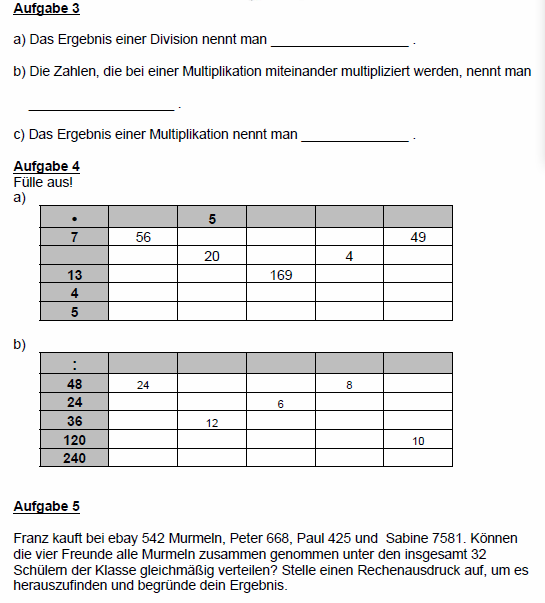 Aufgabe 3
a) Das Ergebnis einer Division nennt man __________________ .
b) Die Zahlen, die bei einer Multiplikation miteinander multipliziert werden, nennt man
___________________ .
c) Das Ergebnis einer Multiplikation nennt man ______________ .
Aufgabe 4
Fülle aus!
a)
• 5
7 56 49
20 4
13 169
4
5
b)
:
48 24 8
24 6
36 12
120 10
240
Aufgabe 5
Franz kauft bei ebay 542 Murmeln, Peter 668, Paul 425 und Sabine 7581. Können
die vier Freunde alle Murmeln zusammen genommen unter den insgesamt 32
Schülern der Klasse gleichmäßig verteilen? Stelle einen Rechenausdruck auf, um es
herauszufinden und begründe dein Ergebnis.